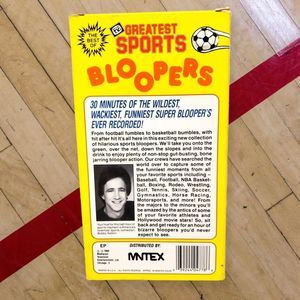 THE BEST OF
TV GREATEST
SPORTS
BLOOPERS
30 MINUTES OF THE WILDEST,
WACKIEST, FUNNIEST SUPER BLOOPER'S
EVER RECORDED!
From football fumbles to basketball tumbles, with
hit after hit it's all here in this exciting new collection
of hilarious sports bloopers. We'll take you onto the
green, over the net, down the slopes and into the
drink to enjoy plenty of non-stop gut-busting, bone
jarring blooper action. Our crews have searched the
world over to capture some of
the funniest moments from all
your favorite sports including -
Baseball, Football, NBA Basket-
ball, Boxing, Rodeo, Wrestling,
Golf, Tennis, Skiing, Soccer,
Gymnastics, Horse Racing,
Motorsports, and more! From
the majors to the minors you'll
be amazed by the antics of some
of your favorite athletes and
Hollywood movie stars! So, sit
back and get ready for an hour of
bizarre bloopers you'd never
expect to see.
EP
DISTRIBUTED BY:
MNTEX